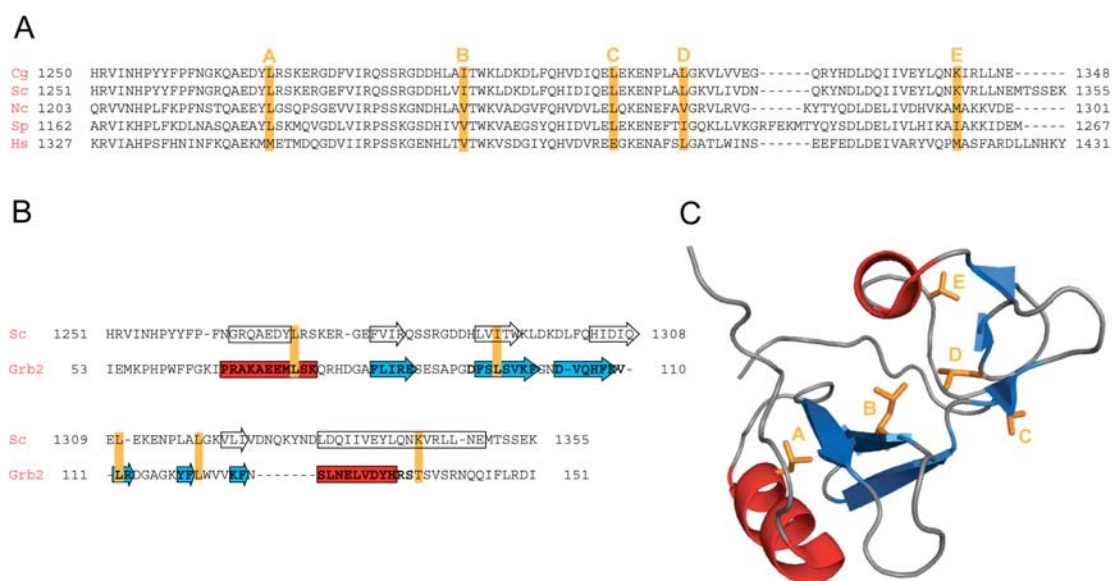 A
A B C D E
Cg 1250 HRVINHPYYFPFNGKQAEDYLRSKERGDFVIRQSSRGDDHLAITWKLDKDLFQHVDIQELEKENPLALGKVLVVEG------QRYHDLDQIIVEYLQNKIRLLNE------ 1348
Sc 1251 HRVINHPYYFPFNGRQAEDYLRSKERGEFVIRQSSRGDDHLVITWKLDKDLFQHIDIQELEKENPLALGKVLIVDN------QKYNDLDQIIVEYLQNKVRLLNEMTSSEK 1355
Nc 1203 QRVVNHPLFKPFNSTQAEEYLGSQPSGEVVIRPSSKGNDHLAVTWKVADGVFQHVDVLELQKENEFAVGRVLRVG------KYTYQDLDELIVDHVKAMAKKVDE------ 1301
Sp 1162 ARVIKHPLFKDLNASQAEAYLSKMQVGDLVIRPSSKGSDHIVVTWKVAEGSYQHIDVLELEKENEFTIGQKLLVKGRFEKMTYQYSDLDELIVLHIKAIAKKIDEM----- 1267
Hs 1327 KRVIAHPSFHNINFKQAEKMMETMDQGDVIIRPSSKGENHLTVTWKVSDGIYQHVDVREEGKENAFSLGATLWINS------EEFEDLDEIVARYVQPMASFARDLLNHKY 1431
B
Sc 1251 HRVINHPYYFP-FNGRQAEDYLRSKER-GEFVIRQSSRGDDHLVITWKLDKDLFQHIDIQ 1308
Grb2 53 IEMKPHPWFFGKIPRAKAEEMLSKQRHDGAFLIRESESAPGDFSLSVKFGND-VQHFKV- 110
Sc 1309 EL-EKENPLALGKVLIVDNQKYNDLDQIIVEYLQNKVRLL-NEMTSSEK 1355
Grb2 111 LRDGAGKYFLWVVKFN------SLNELVDYHRSTSVSRNQQIFLRDI 151
C
A
B
C
D
E